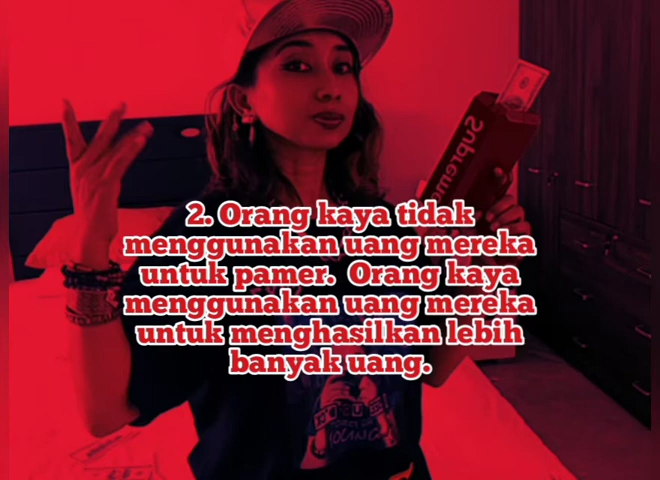 Supreme
2. Orang kaya tidak
menggunakan uang mereka
untuk pamer. Orang kaya
menggunakan uang mereka
untuk menghasilkan lebih
banyak uang.